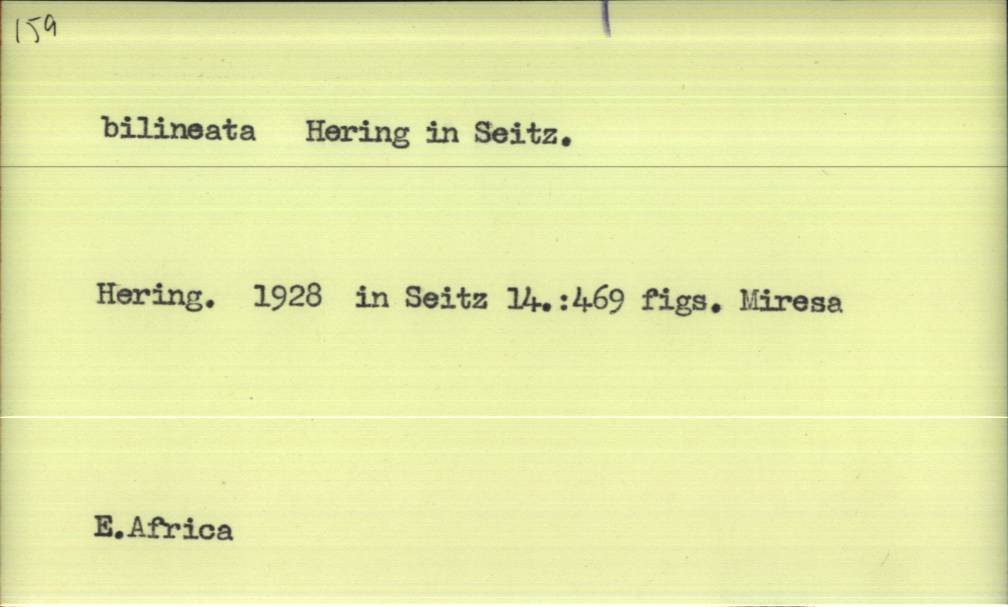 159
bilineata Hering in Seitz.
Hering. 1928 in Seitz 14.:469 figs. Miresa
E.Africa